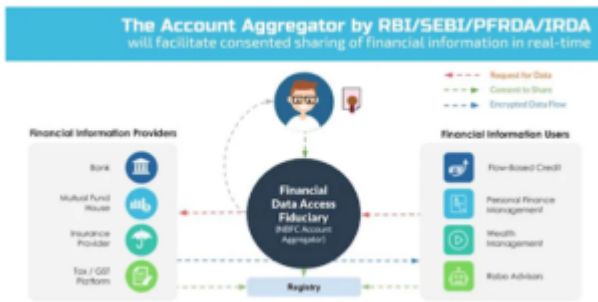 The Account Aggregator by RBI/SEBI/PFRDA/IRDA
will facilitate consented sharing of financial information in real-time
Request for Data
Consent to Share
Encrypted Data Flow
Financial Information Providers
Bank
Mutual Fund
House
Insurance
Provider
Tax / GST
Platform
Financial
Data Access
Fiduciary
(NBFC Account
Aggregator)
Registry
Financial Information Users
Flow-Based Credit
Personal Finance
Management
Wealth
Management
Robo Advisors